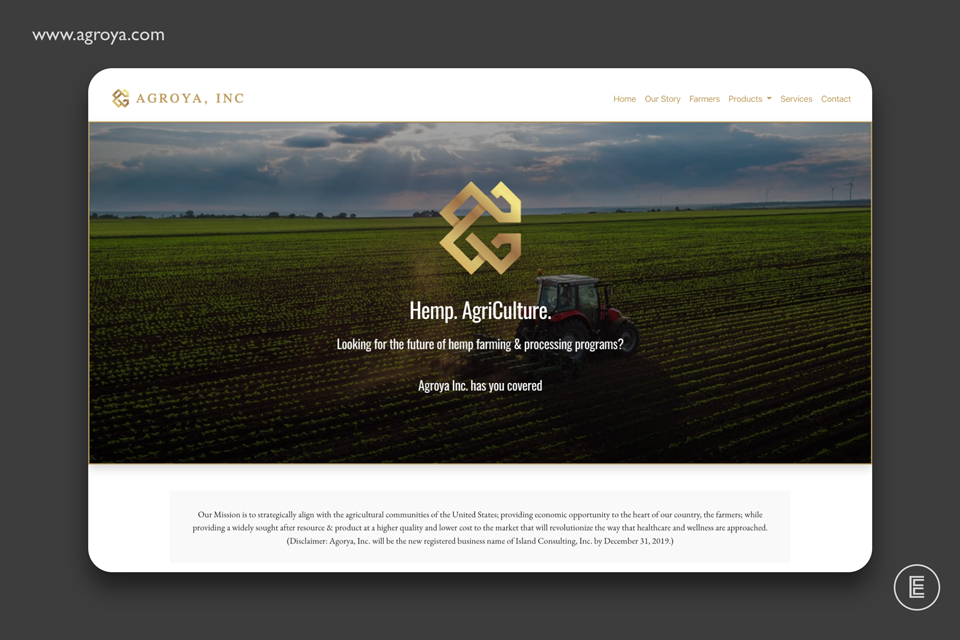 www.agroya.com
AGROYA, INC
Home Our Story Farmers Products Services Contact
Hemp. AgriCulture.
Looking for the future of hemp farming & processing programs?
Agroya Inc. has you covered
Our Mission is to strategically align with the agricultural communities of the United States; providing economic opportunity to the heart of our country, the farmers; while
providing a widely sought after resource & product at a higher quality and lower cost to the market that will revolutionize the way that healthcare and wellness are approached.
(Disclaimer: Agorya, Inc. will be the new registered business name of Island Consulting, Inc. by December 31, 2019.)